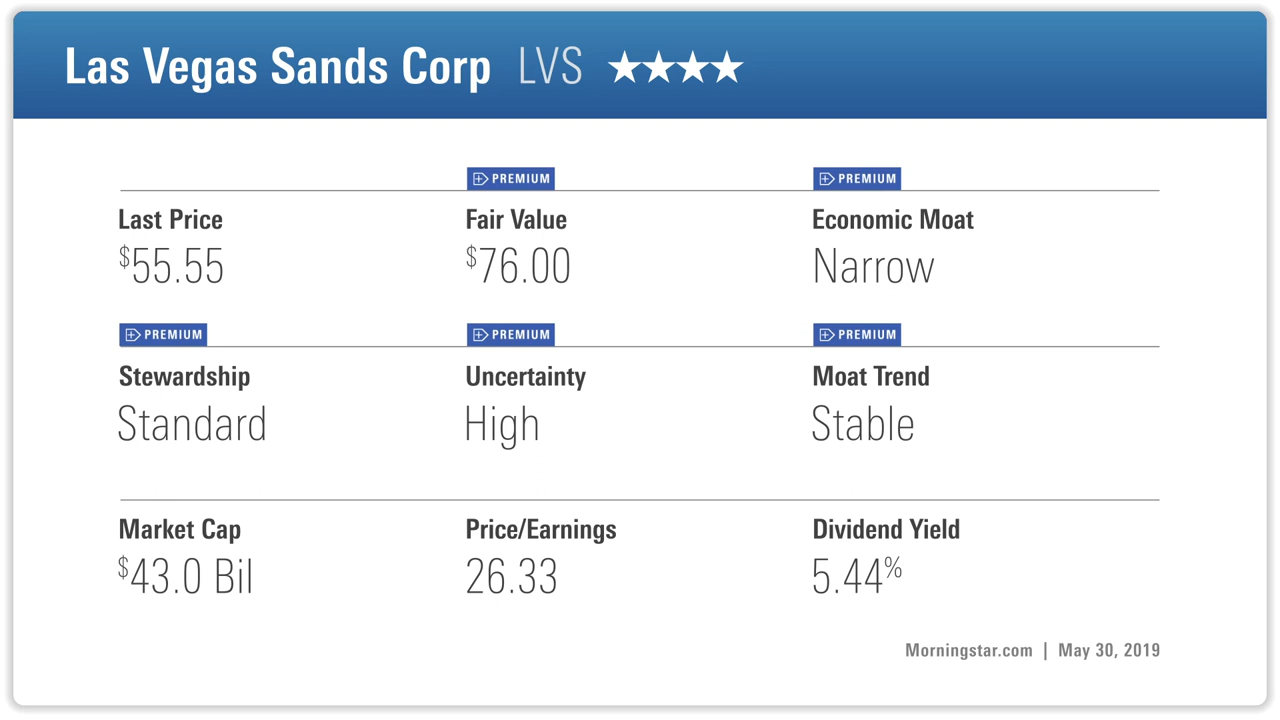 Las Vegas Sands Corp LVS ★★★★
PREMIUM PREMIUM
Last Price Fair Value Economic Moat
$55.55 $76.00 Narrow
PREMIUM PREMIUM PREMIUM
Stewardship Uncertainty Moat Trend
Standard High Stable
Market Cap Price/Earnings Dividend Yield
$43.0 Bil 26.33 5.44%
Morningstar.com | May 30, 2019